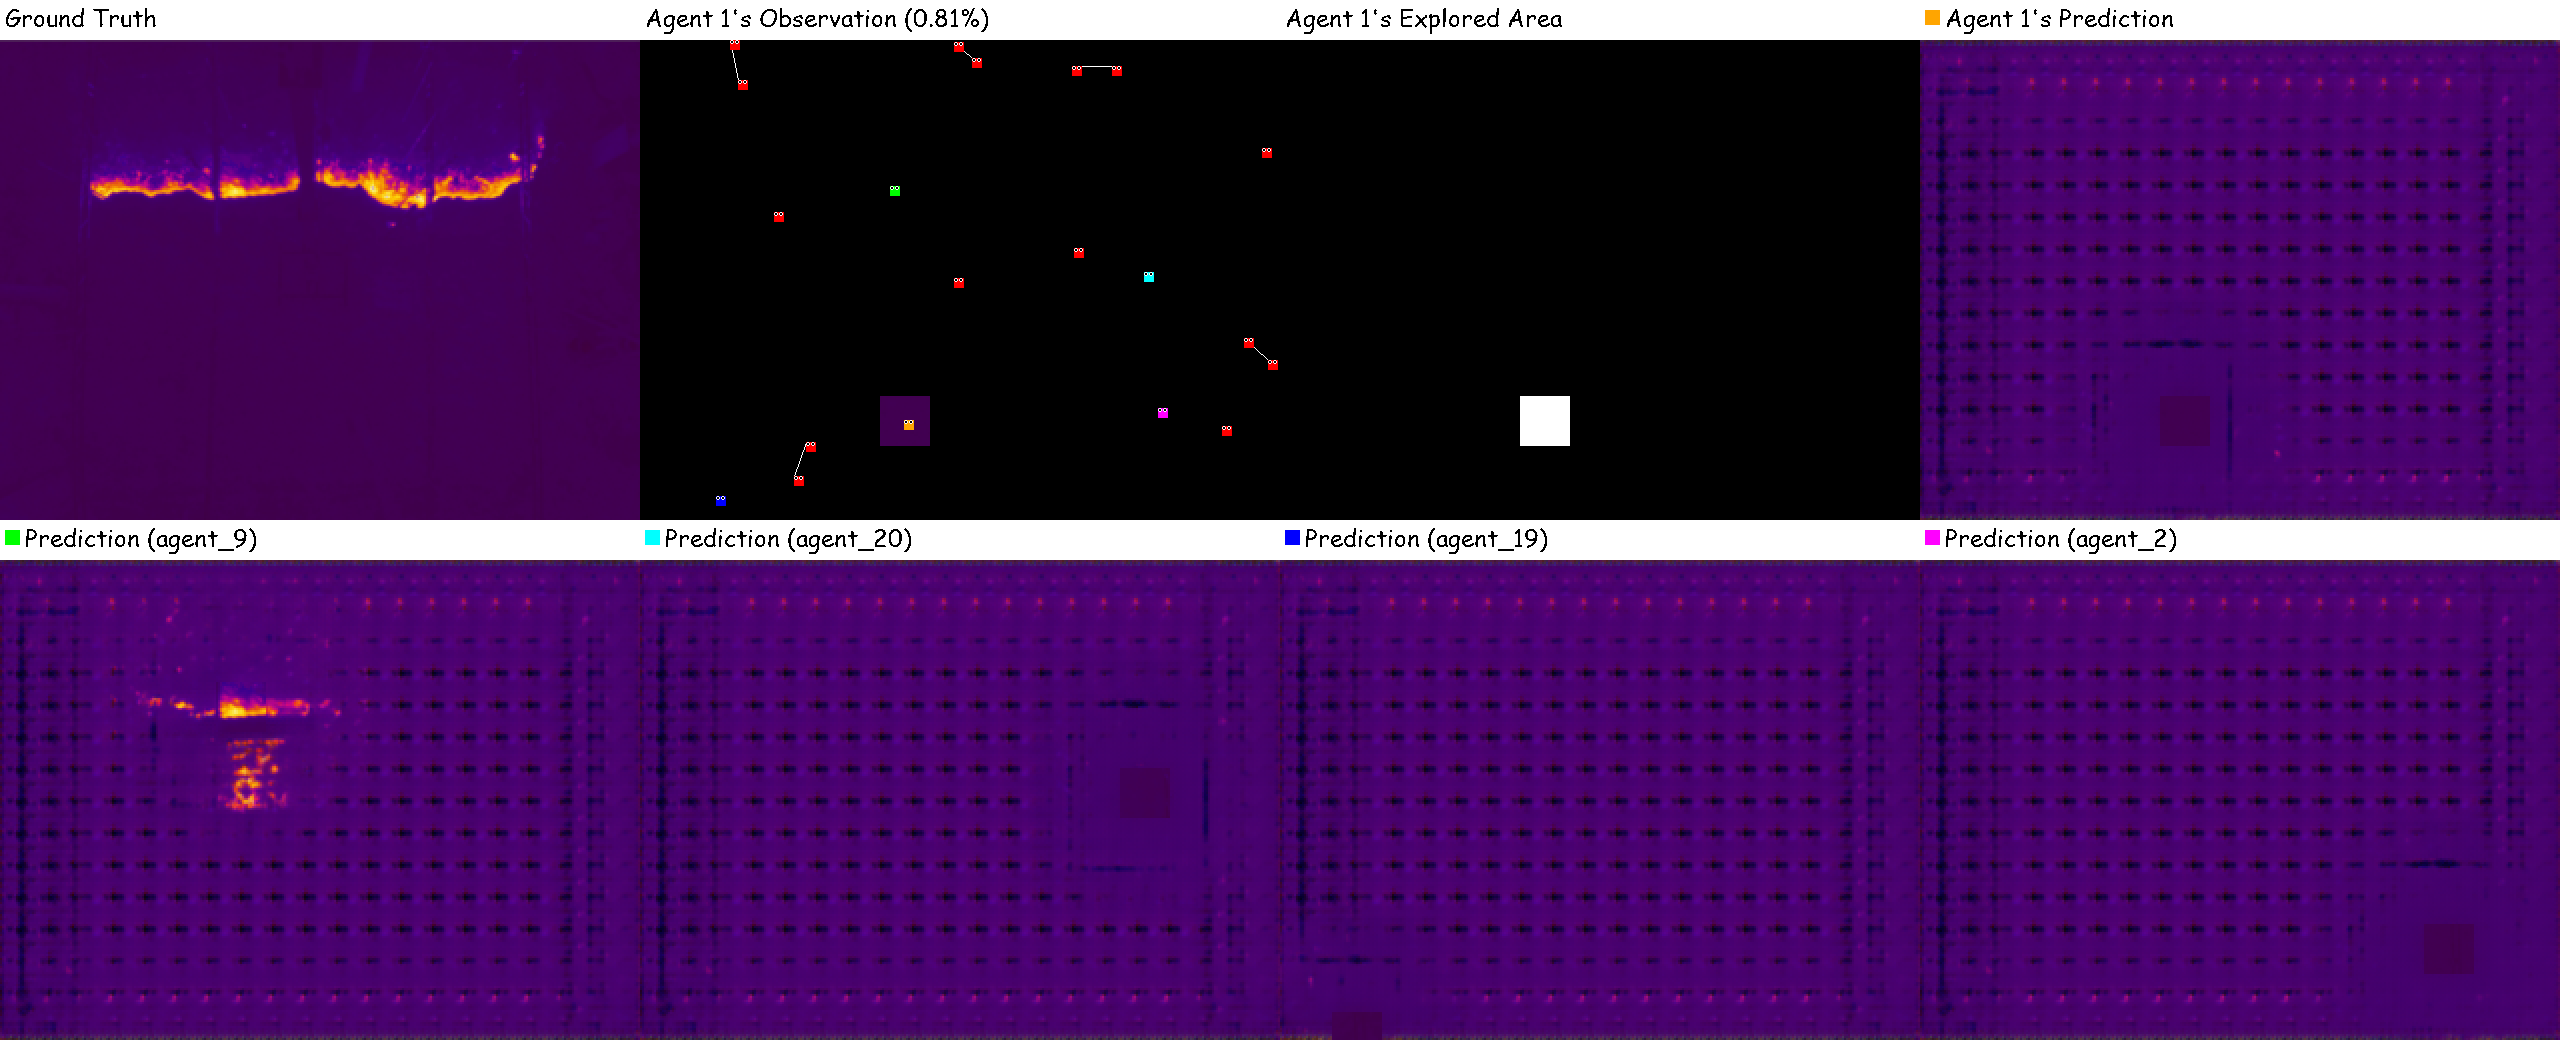 Ground Truth
Agent 1's Observation (0.81%)
Agent 1's Explored Area
Agent 1's Prediction
Prediction (agent_9)
Prediction (agent_20)
Prediction (agent_19)
Prediction (agent_2)